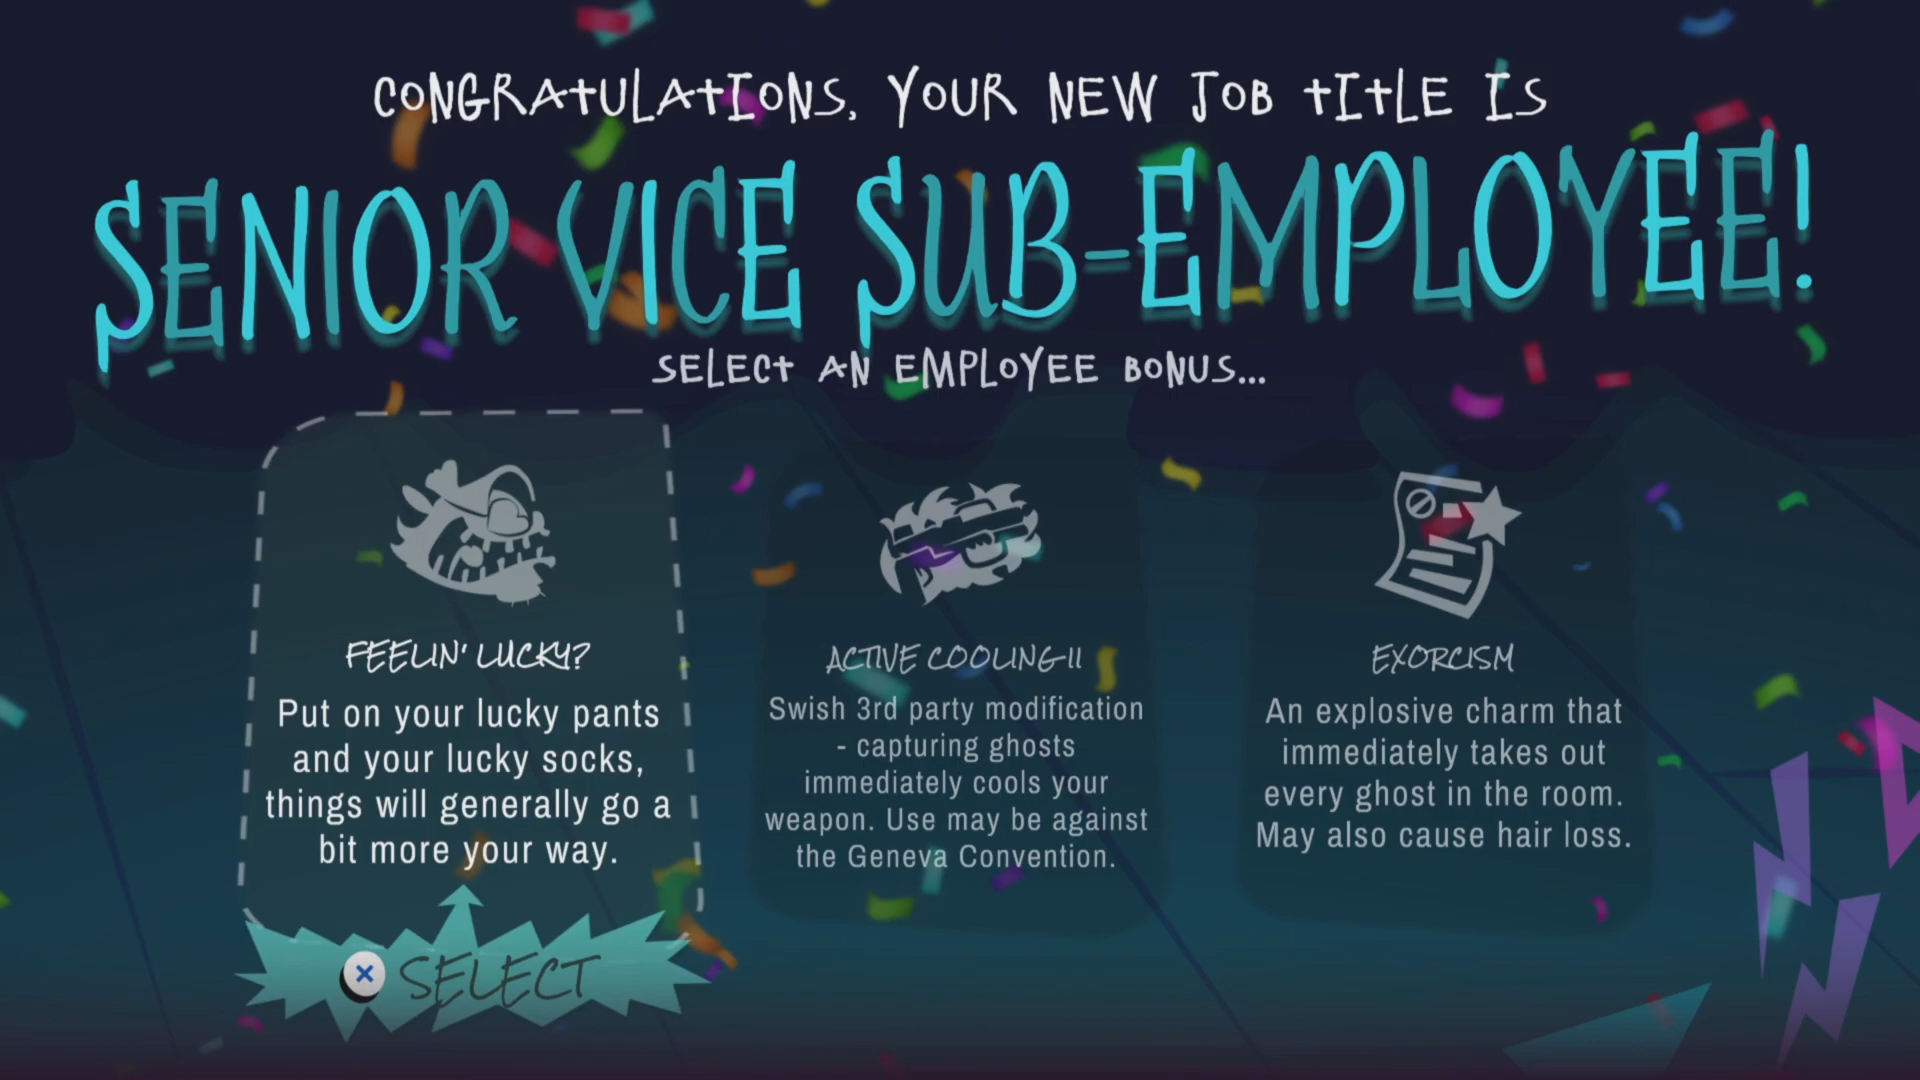 CONGRATULATIONS, YOUR NEW JOB TITLE IS
SENIOR VICE SUB-EMPLOYEE!
SELECT AN EMPLOYEE BONUS...
FEELIN' LUCKY?
Put on your lucky pants
and your lucky socks,
things will generally go a
bit more your way.
SELECT
ACTIVE COOLING II
Swish 3rd party modification
- capturing ghosts
immediately cools your
weapon. Use may be against
the Geneva Convention.
EXORCISM
An explosive charm that
immediately takes out
every ghost in the room.
May also cause hair loss.